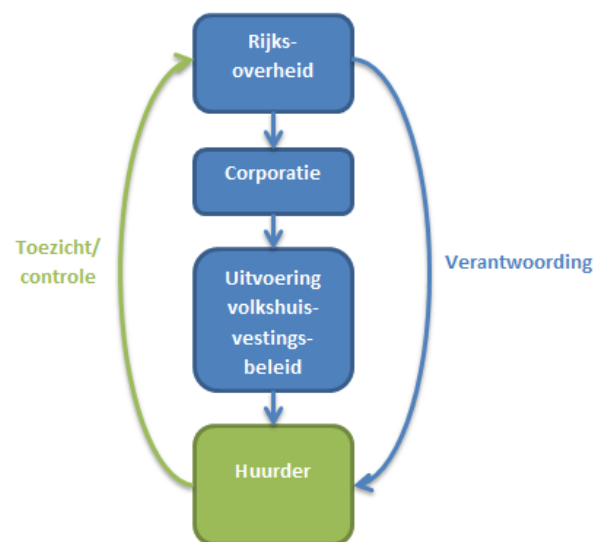 Rijks-
overheid
Corporatie
Toezicht/
controle
Uitvoering
volkshuis-
vestings-
beleid
Verantwoording
Huurder